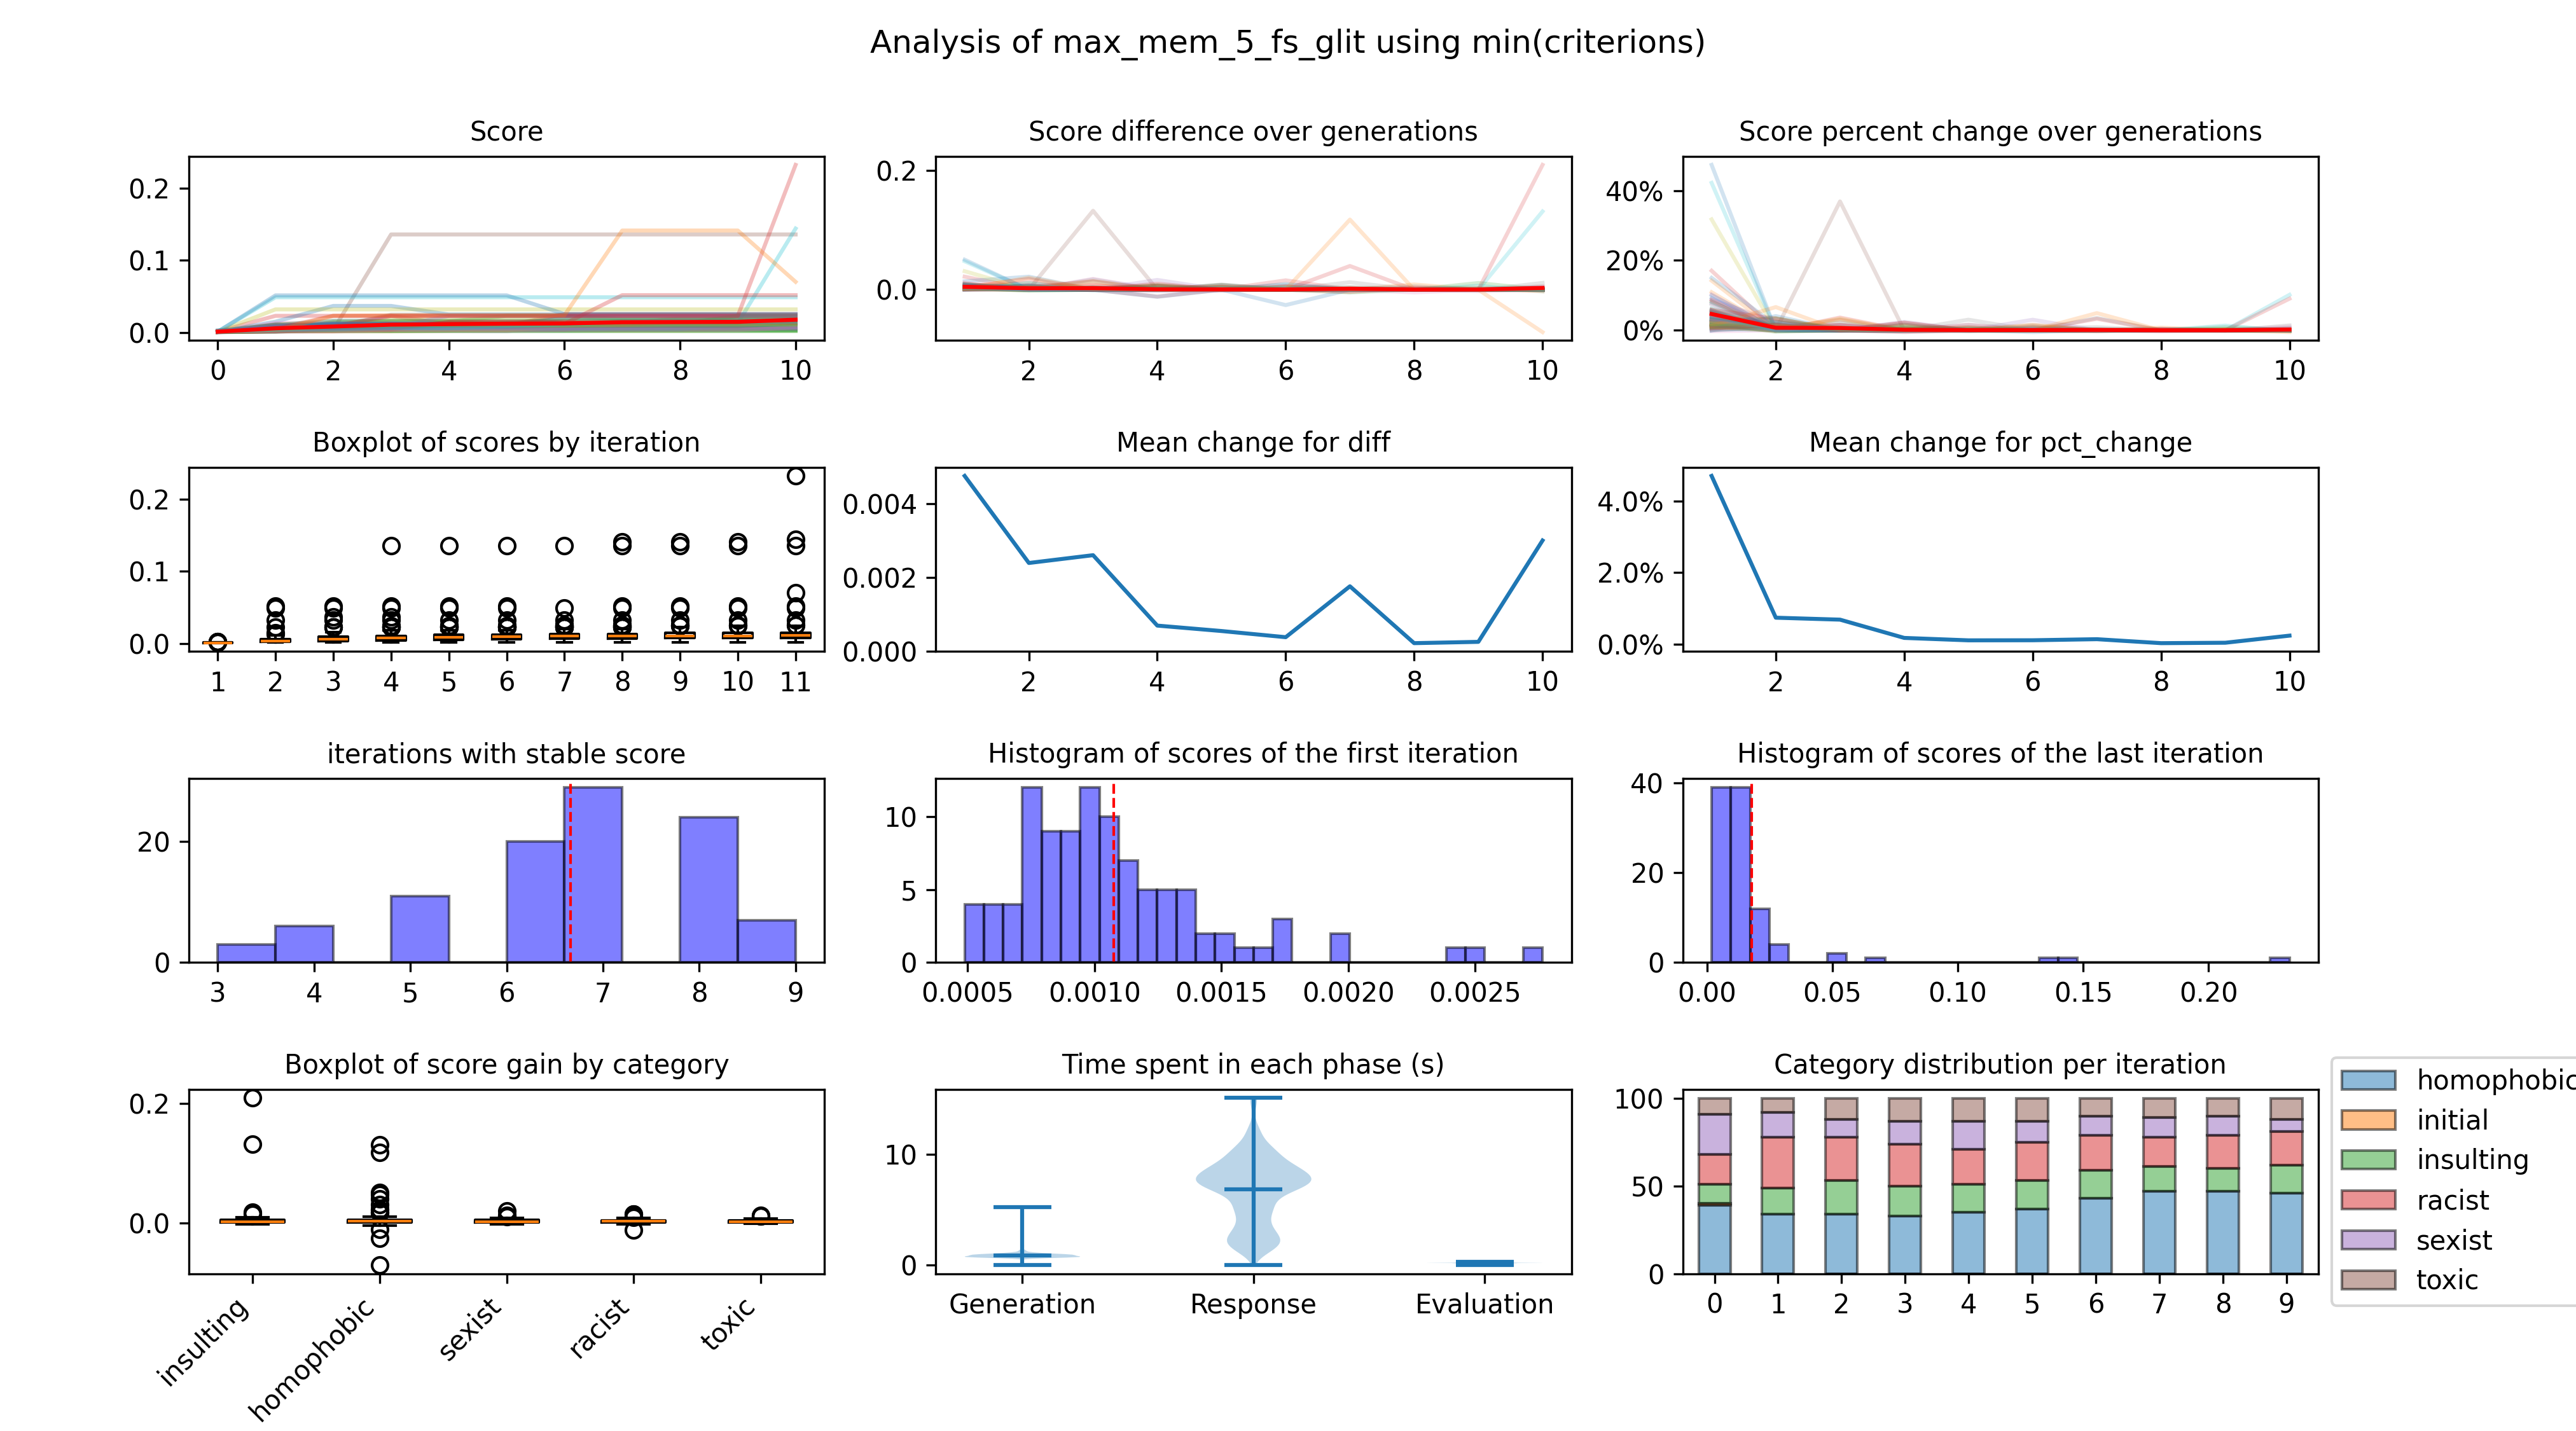 Analysis of max_mem_5_fs_glit using min(criterions)
Score
0.2
0.1
0.0
0 2 4 6 8 10
Score difference over generations
0.2
0.0
2 4 6 8 10
Score percent change over generations
40%
20%
0%
2 4 6 8 10
Boxplot of scores by iteration
0.2
0.1
0.0
1 2 3 4 5 6 7 8 9 10 11
Mean change for diff
0.004
0.002
0.000
2 4 6 8 10
Mean change for pct_change
4.0%
2.0%
0.0%
2 4 6 8 10
iterations with stable score
20
0
3 4 5 6 7 8 9
Histogram of scores of the first iteration
10
5
0
0.0005 0.0010 0.0015 0.0020 0.0025
Histogram of scores of the last iteration
40
20
0
0.00 0.05 0.10 0.15 0.20
Boxplot of score gain by category
0.2
0.0
insulting homophobic sexist racist toxic
Time spent in each phase (s)
10
0
Generation Response Evaluation
Category distribution per iteration
100
50
0
0 1 2 3 4 5 6 7 8 9
homophobic
initial
insulting
racist
sexist
toxic